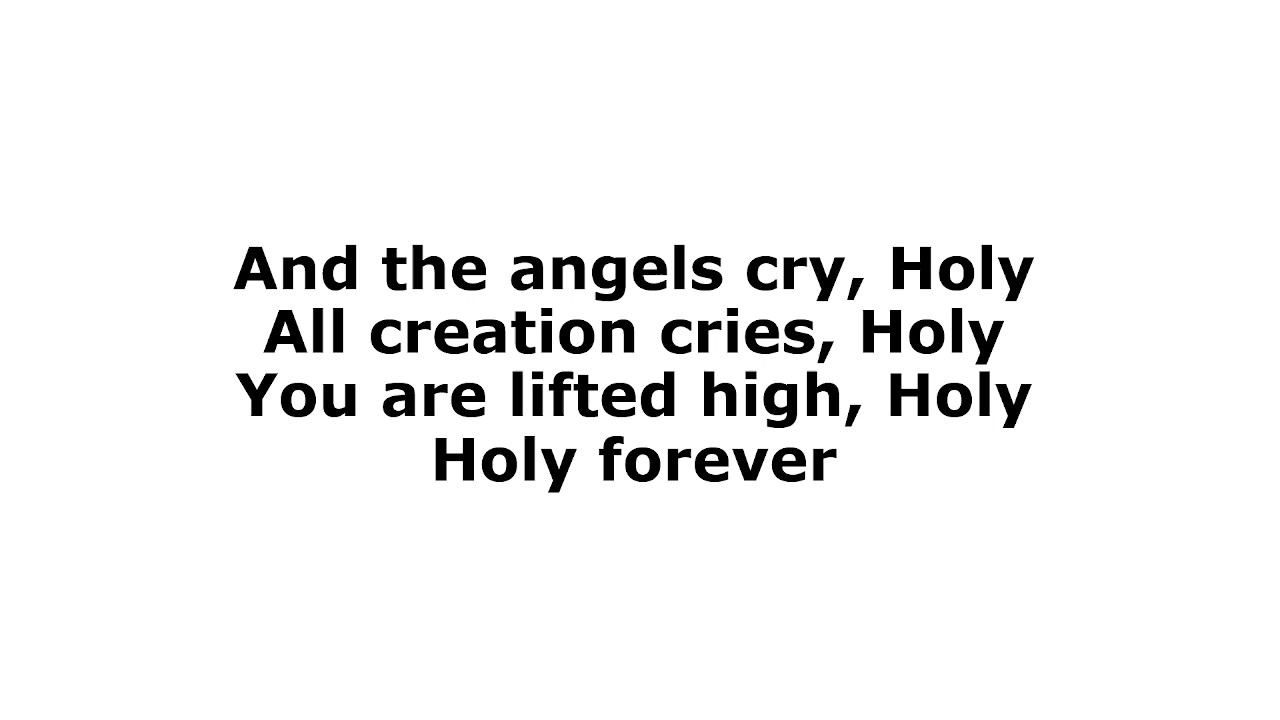 And the angels cry, Holy
All creation cries, Holy
You are lifted high, Holy
Holy forever